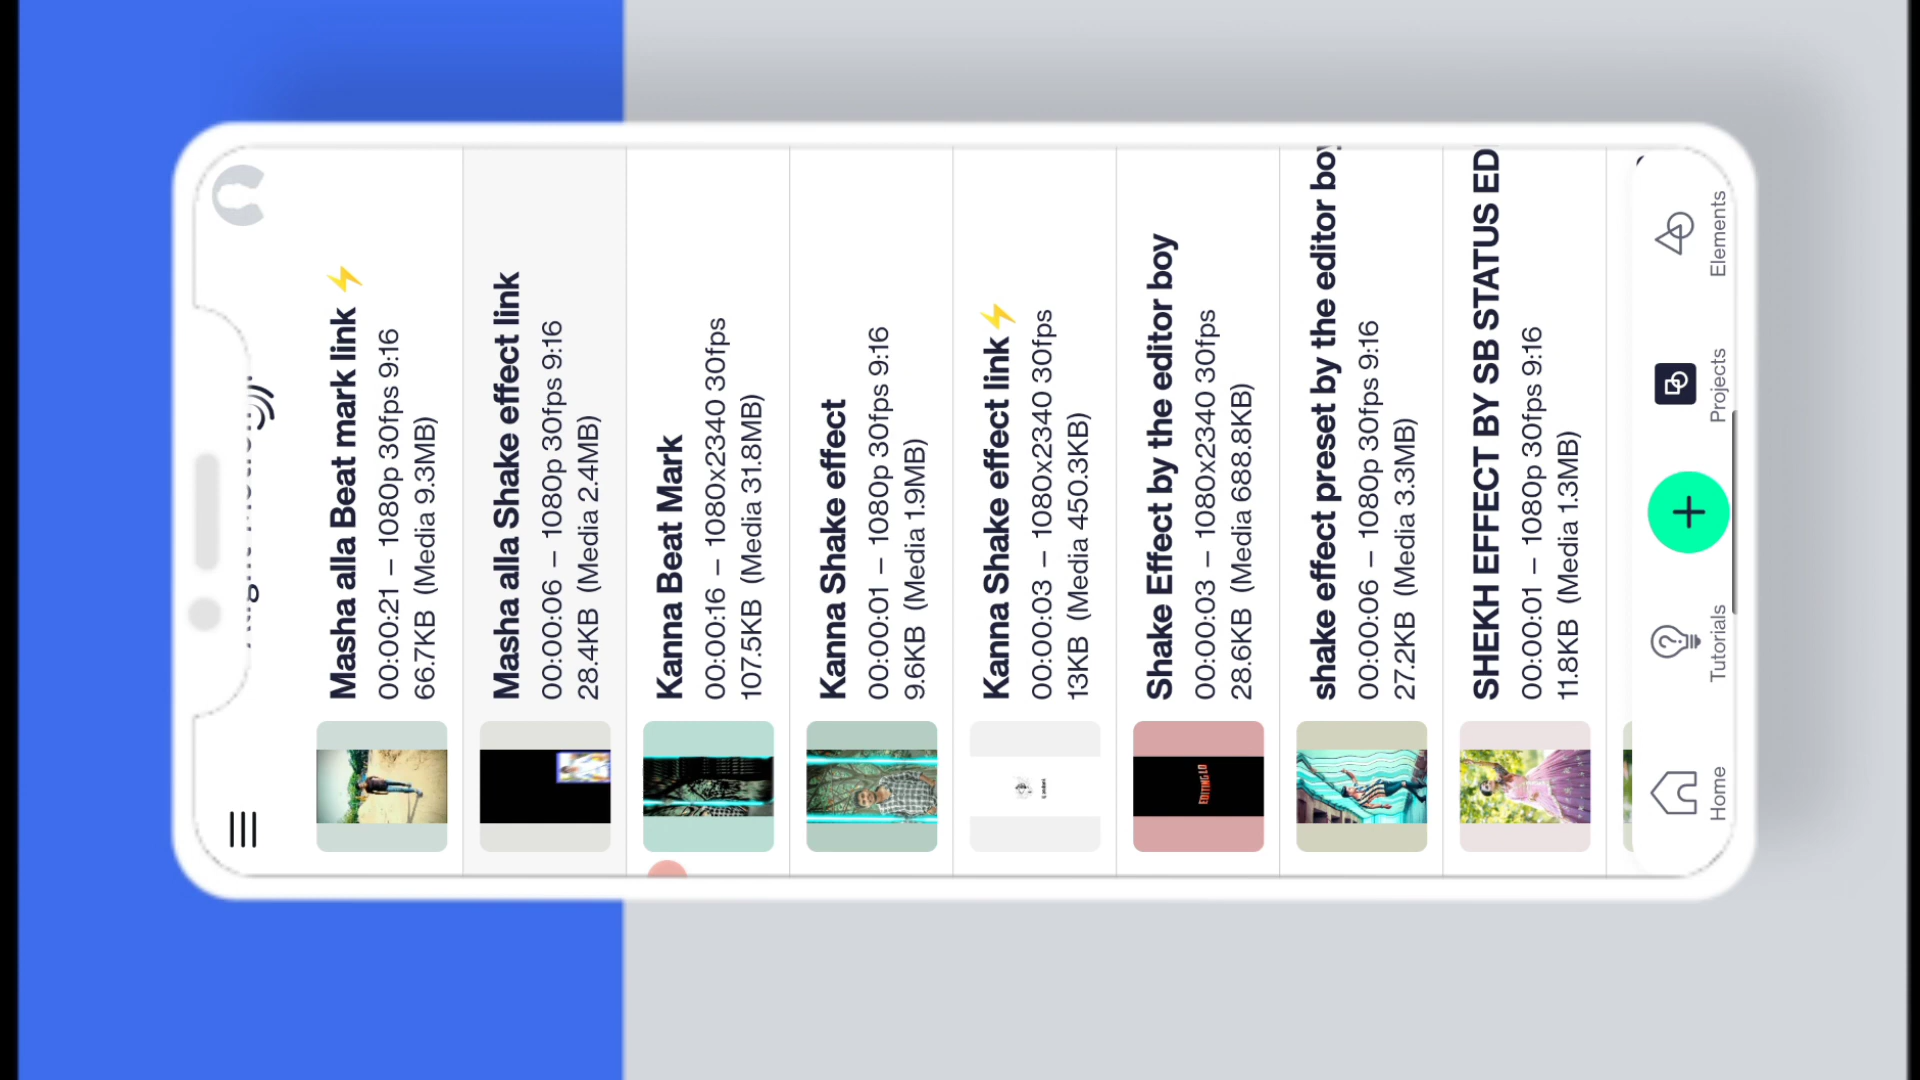 Masha alla Beat mark link ⚡
00:00:21 – 1080p 30fps 9:16
66.7KB (Media 9.3MB)
Masha alla Shake effect link
00:00:06 – 1080p 30fps 9:16
28.4KB (Media 2.4MB)
Kanna Beat Mark
00:00:16 – 1080x2340 30fps
107.5KB (Media 31.8MB)
Kanna Shake effect
00:00:01 – 1080p 30fps 9:16
9.6KB (Media 1.9MB)
Kanna Shake effect link ⚡
00:00:03 – 1080x2340 30fps
13KB (Media 450.3KB)
Shake Effect by the editor boy
00:00:03 – 1080x2340 30fps
28.6KB (Media 688.8KB)
EDITING LO
shake effect preset by the editor boy
00:00:06 – 1080p 30fps 9:16
27.2KB (Media 3.3MB)
SHEKH EFFECT BY SB STATUS ED
00:00:01 – 1080p 30fps 9:16
11.8KB (Media 1.3MB)
Home
Tutorials
Projects
Elements